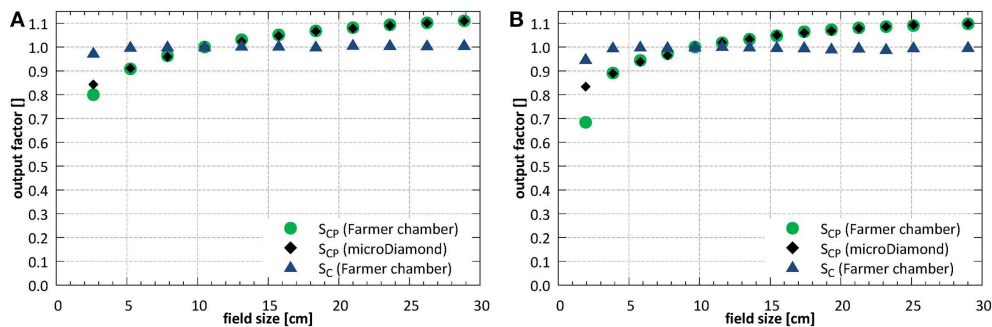 A
1.1
1.0
0.9
0.8
0.7
0.6
0.5
0.4
0.3
0.2
0.1
0.0
output factor []
S_CP (Farmer chamber)
S_CP (microDiamond)
S_C (Farmer chamber)
0 5 10 15 20 25 30
field size [cm]
B
1.1
1.0
0.9
0.8
0.7
0.6
0.5
0.4
0.3
0.2
0.1
0.0
output factor []
S_CP (Farmer chamber)
S_CP (microDiamond)
S_C (Farmer chamber)
0 5 10 15 20 25 30
field size [cm]